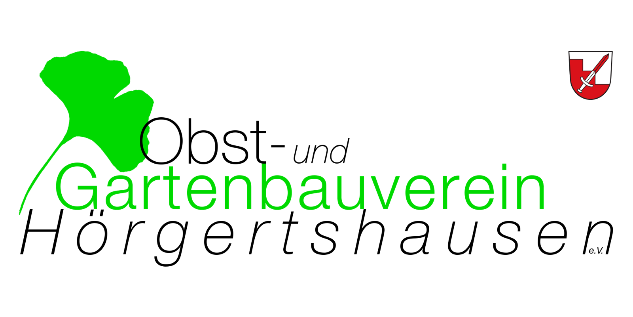 Obst- und
Gartenbauverein
Hörgertshausen e.V.